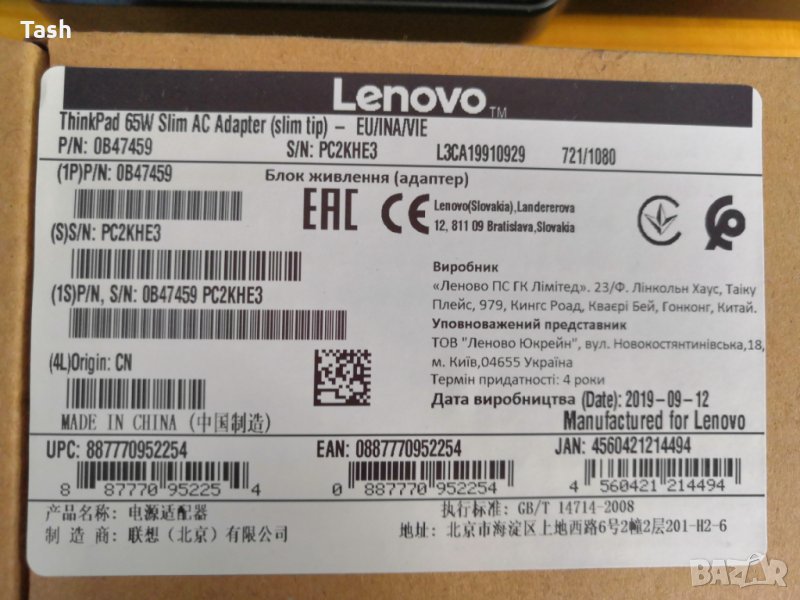 Tash
Lenovo TM
ThinkPad 65W Slim AC Adapter (slim tip) – EU/INA/VIE
P/N: 0B47459 S/N: PC2KHE3 L3CA19910929 721/1080
(1P)P/N: 0B47459
Блок живлення (адаптер)
EAC CE
Lenovo(Slovakia),Landererova
12, 811 09 Bratislava,Slovakia
(S)S/N: PC2KHE3
(1S)P/N, S/N: 0B47459 PC2KHE3
(4L)Origin: CN
MADE IN CHINA (中国制造)
Виробник
«Леново ПС ГК Лімітед». 23/Ф. Лінкольн Хаус, Таіку
Плейс, 979, Кингс Роад, Кваєрі Бей, Гонконг, Китай.
Уповноважений представник
ТОВ "Леново Юкрейн", вул. Новокостянтинівська,18,
м. Київ,04655 Україна
Термін придатності: 4 роки
Дата виробництва (Date): 2019-09-12
Manufactured for Lenovo
UPC: 887770952254 EAN: 0887770952254 JAN: 4560421214494
8 87770 95225 4 0 887770 952254 4 560421 214494
产品名称: 电源适配器 执行标准: GB/T 14714-2008
制 造 商: 联想（北京）有限公司 地址: 北京市海淀区上地西路6号2幢2层201-H2-6
BAZAR